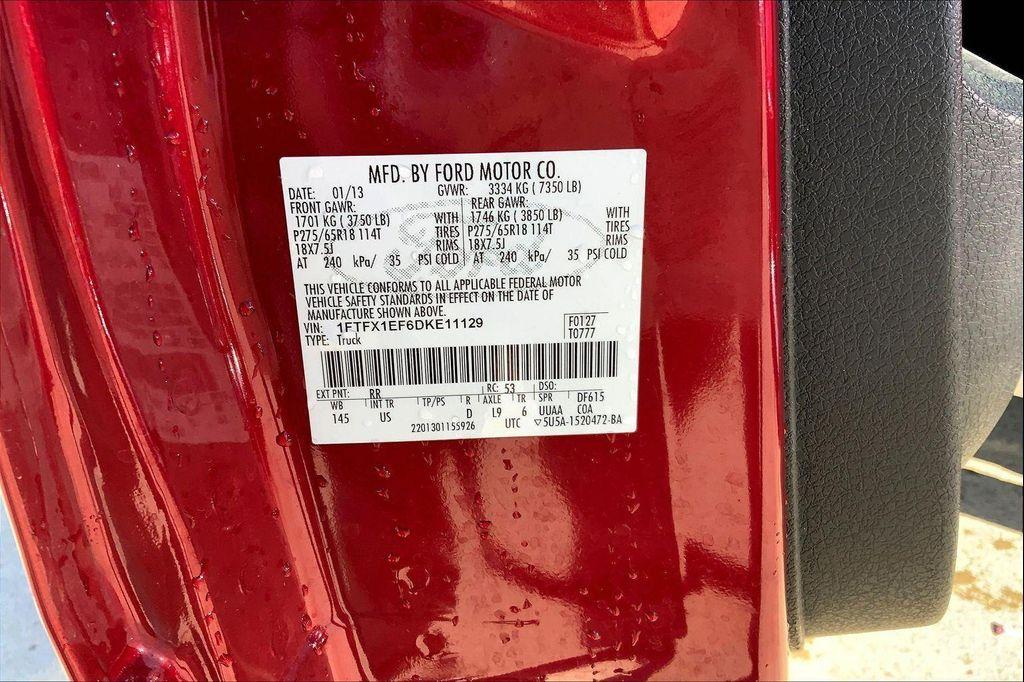 MFD. BY FORD MOTOR CO.
DATE: 01/13 GVWR: 3334 KG ( 7350 LB)
FRONT GAWR: REAR GAWR:
1701 KG ( 3750 LB) WITH 1746 KG ( 3850 LB) WITH
P275/65R18 114T TIRES P275/65R18 114T TIRES
18X7.5J RIMS 18X7.5J RIMS
AT 240 kPa/ 35 PSI COLD AT 240 kPa/ 35 PSI COLD
Ford
THIS VEHICLE CONFORMS TO ALL APPLICABLE FEDERAL MOTOR
VEHICLE SAFETY STANDARDS IN EFFECT ON THE DATE OF
MANUFACTURE SHOWN ABOVE.
VIN: 1FTFX1EF6DKE11129 F0127
TYPE: Truck T0777
EXT PNT: RR RC: 53 DSO:
WB INT TR TP/PS R AXLE TR SPR DF615
145 US D L9 6 UUAA COA
2201301155926 UTC ▽5U5A-1520472-BA